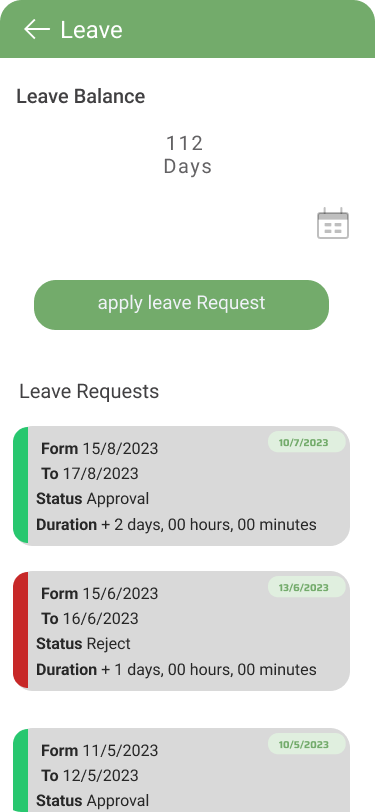 Leave
Leave Balance
112
Days
apply leave Request
Leave Requests
10/7/2023
Form 15/8/2023
To 17/8/2023
Status Approval
Duration + 2 days, 00 hours, 00 minutes
13/6/2023
Form 15/6/2023
To 16/6/2023
Status Reject
Duration + 1 days, 00 hours, 00 minutes
10/5/2023
Form 11/5/2023
To 12/5/2023
Status Approval